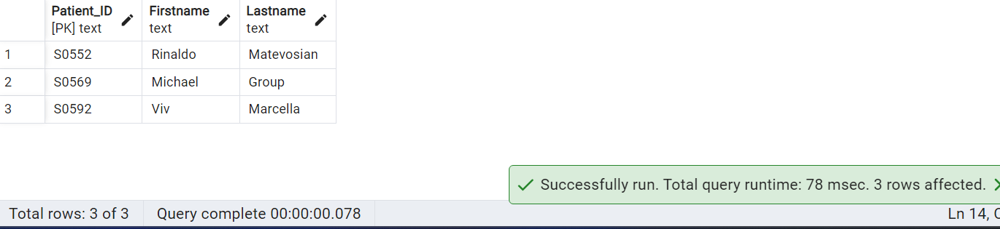 Patient_ID Firstname Lastname
[PK] text text text
1 S0552 Rinaldo Matevosian
2 S0569 Michael Group
3 S0592 Viv Marcella
Successfully run. Total query runtime: 78 msec. 3 rows affected.
Total rows: 3 of 3 Query complete 00:00:00.078 Ln 14, C